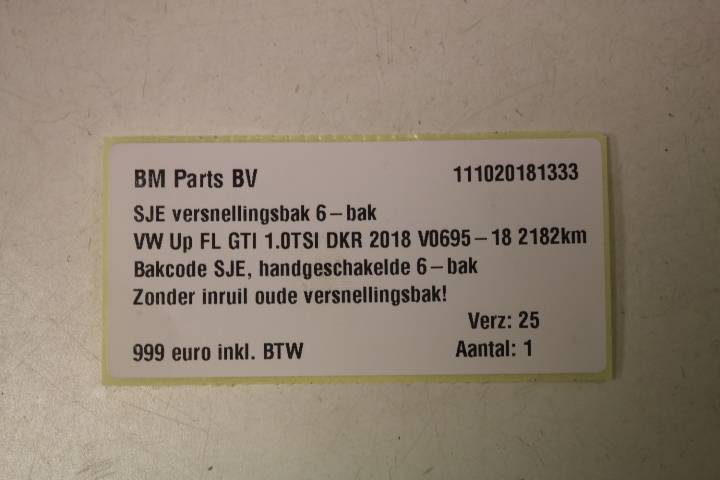 BM Parts BV 111020181333
SJE versnellingsbak 6-bak
VW Up FL GTI 1.0TSI DKR 2018 V0695-18 2182km
Bakcode SJE, handgeschakelde 6-bak
Zonder inruil oude versnellingsbak!
Verz: 25
999 euro inkl. BTW Aantal: 1